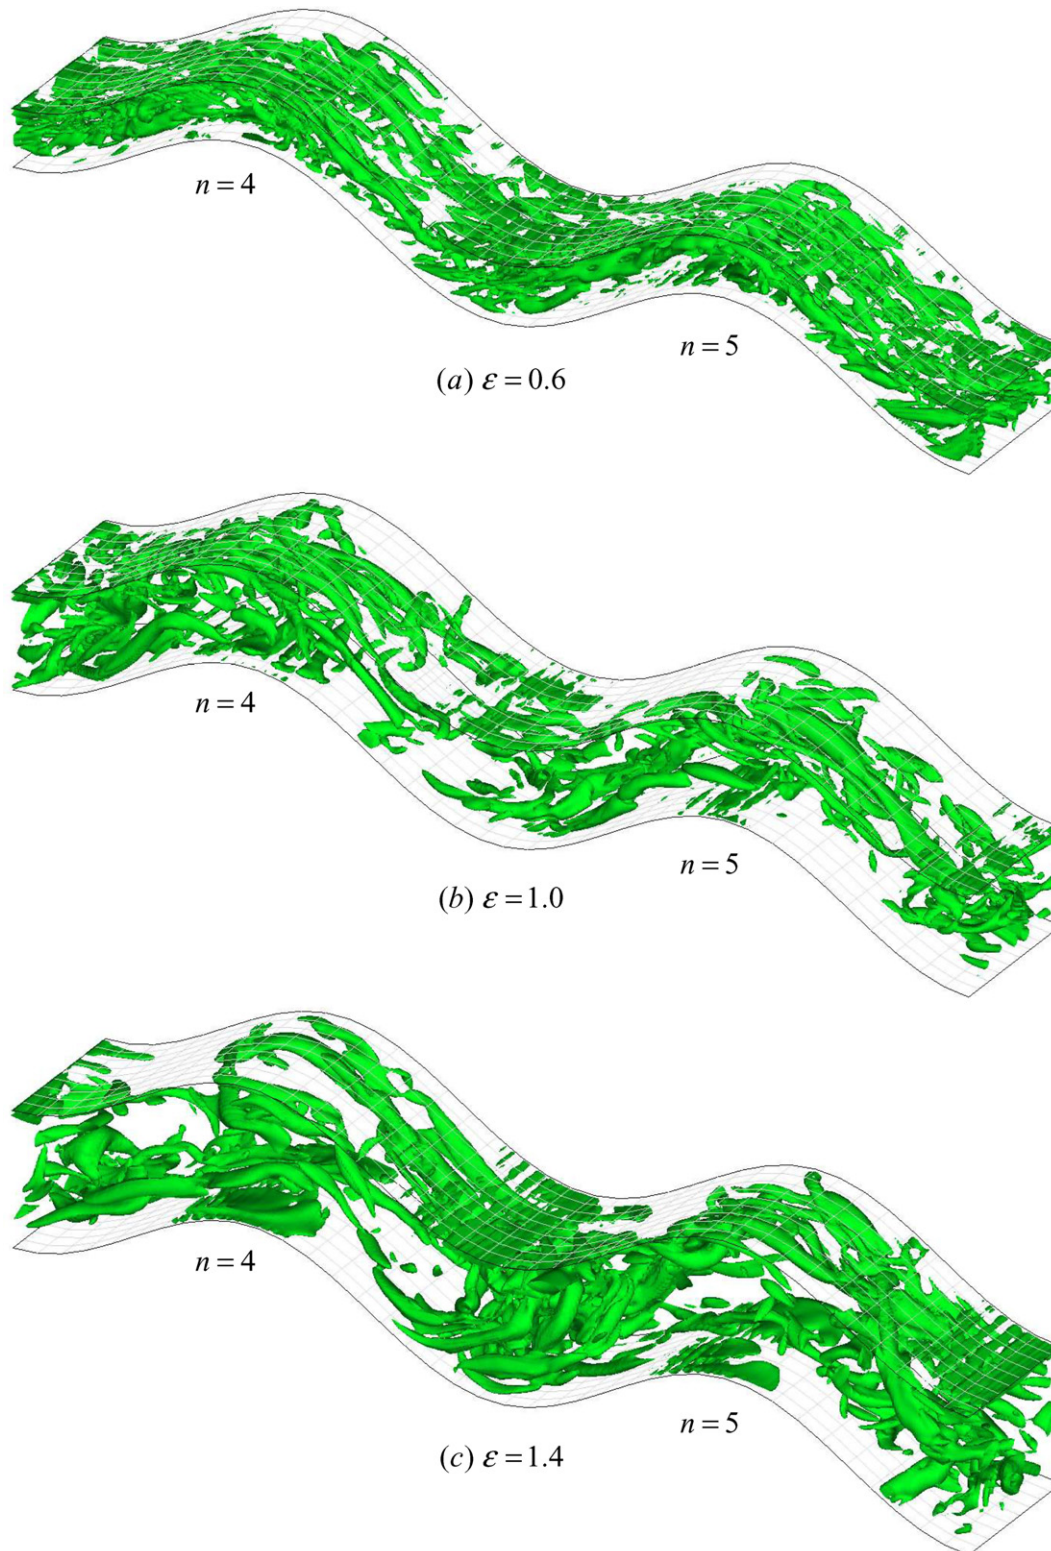 n = 4
n = 5
(a) ε = 0.6
n = 4
n = 5
(b) ε = 1.0
n = 4
n = 5
(c) ε = 1.4